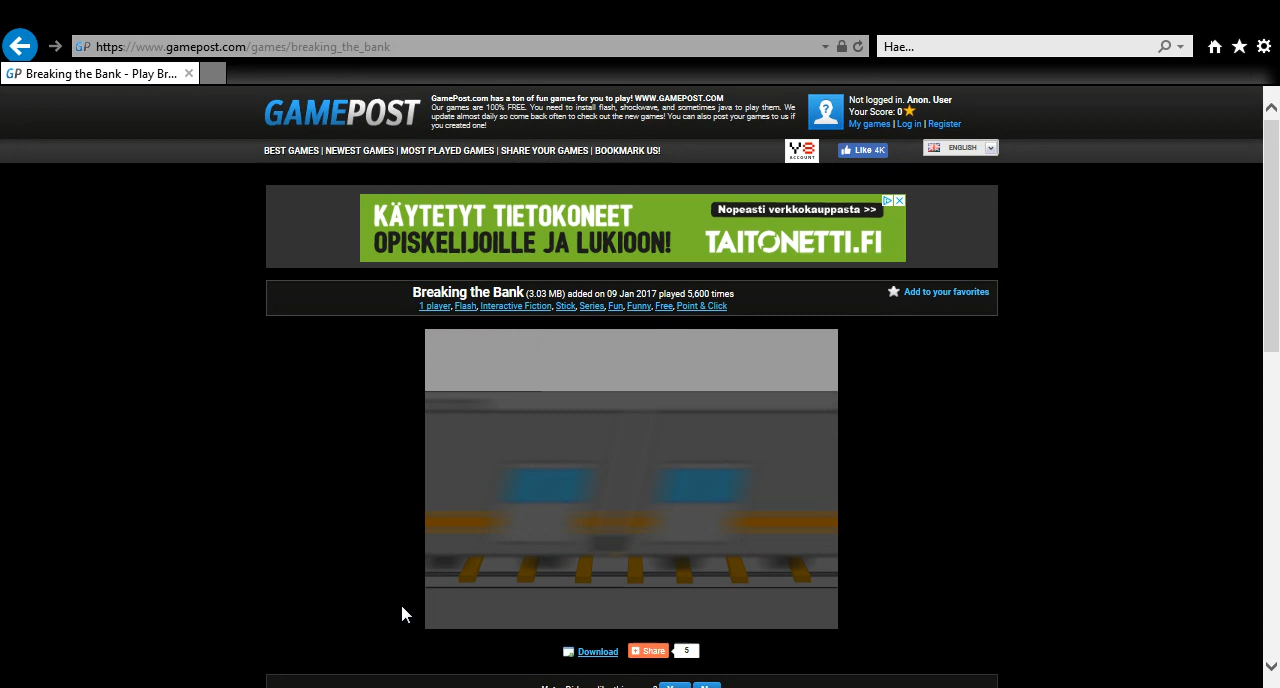 GP https://www.gamepost.com/games/breaking_the_bank
Hae...
GP Breaking the Bank - Play Br...
GAMEPOST
GamePost.com has a ton of fun games for you to play! WWW.GAMEPOST.COM
Our games are 100% FREE. You need to install flash, shockwave, and sometimes java to play them. We
update almost daily so come back often to check out the new games! You can also post your games to us if
you created one!
Not logged in. Anon. User
Your Score: 0
My games | Log in | Register
BEST GAMES | NEWEST GAMES | MOST PLAYED GAMES | SHARE YOUR GAMES | BOOKMARK US!
Y8
ACCOUNT
Like 4K
ENGLISH
KÄYTETYT TIETOKONEET
OPISKELIJOILLE JA LUKIOON!
Nopeasti verkkokauppasta >>
TAITONETTI.FI
Breaking the Bank (3.03 MB) added on 09 Jan 2017 played 5,600 times
1 player, Flash, Interactive Fiction, Stick, Series, Fun, Funny, Free, Point & Click
Add to your favorites
Download
Share
5